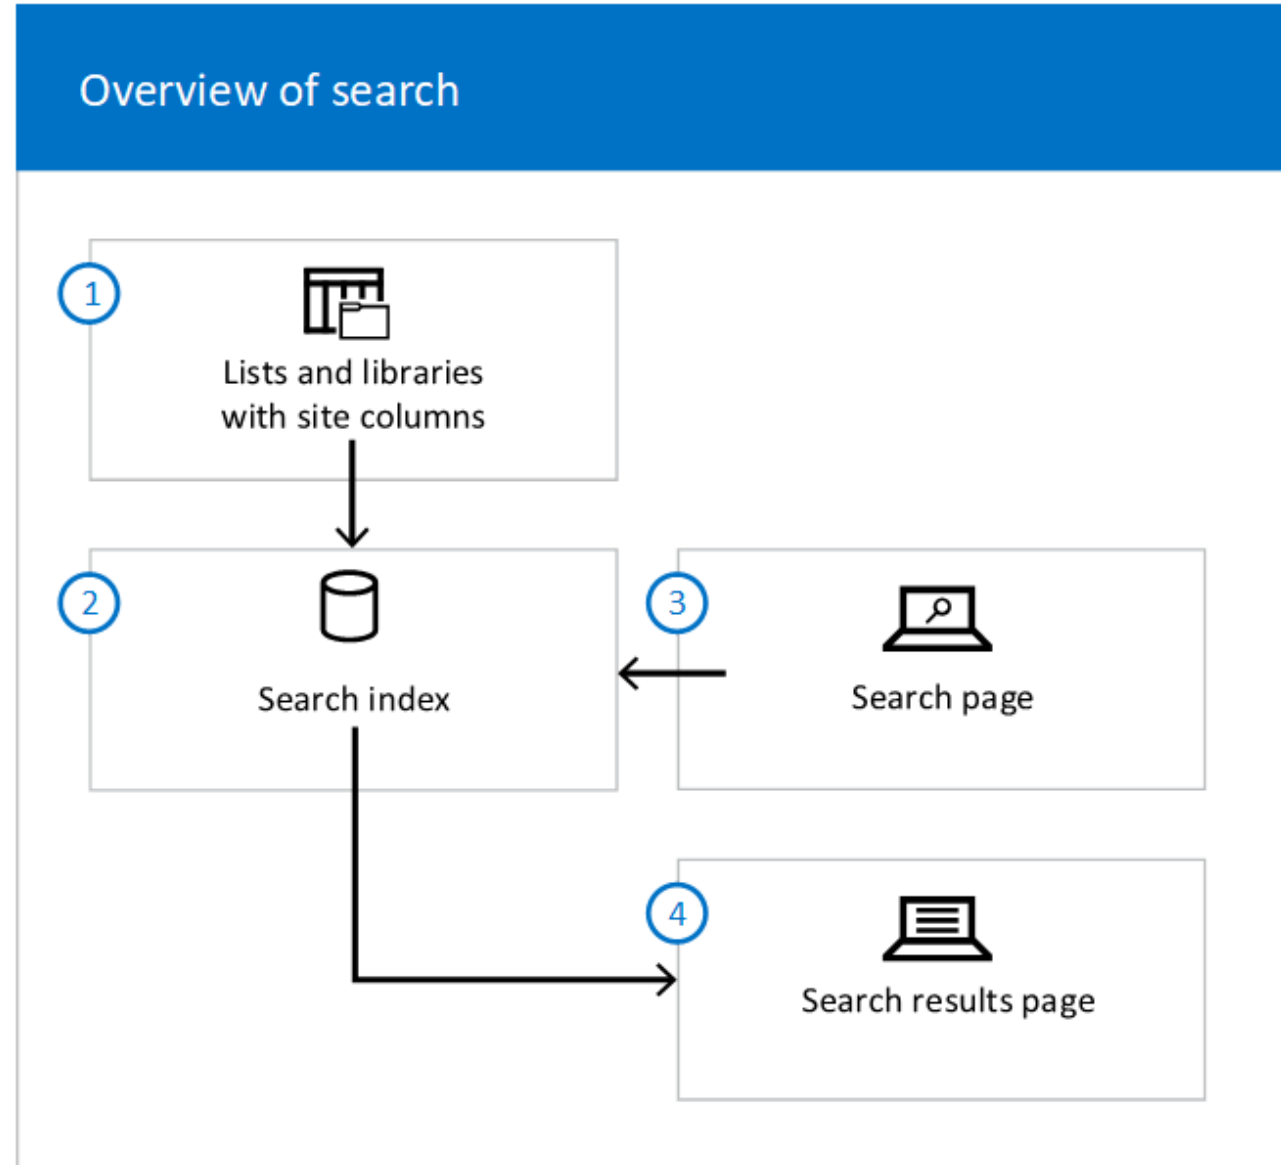 Overview of search
1
Lists and libraries
with site columns
2
Search index
3
Search page
4
Search results page